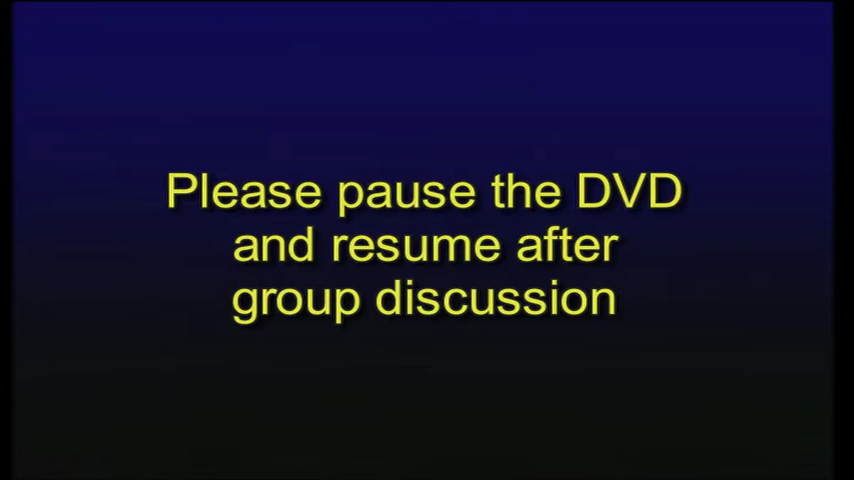 Please pause the DVD
and resume after
group discussion